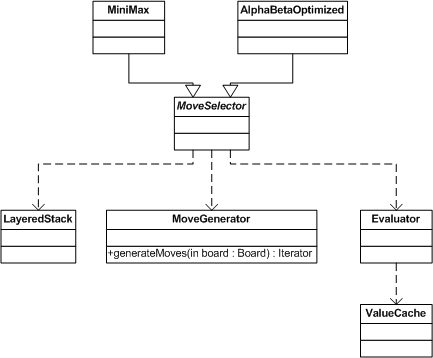 MiniMax
AlphaBetaOptimized
MoveSelector
LayeredStack
MoveGenerator
+generateMoves(in board : Board) : Iterator
Evaluator
ValueCache